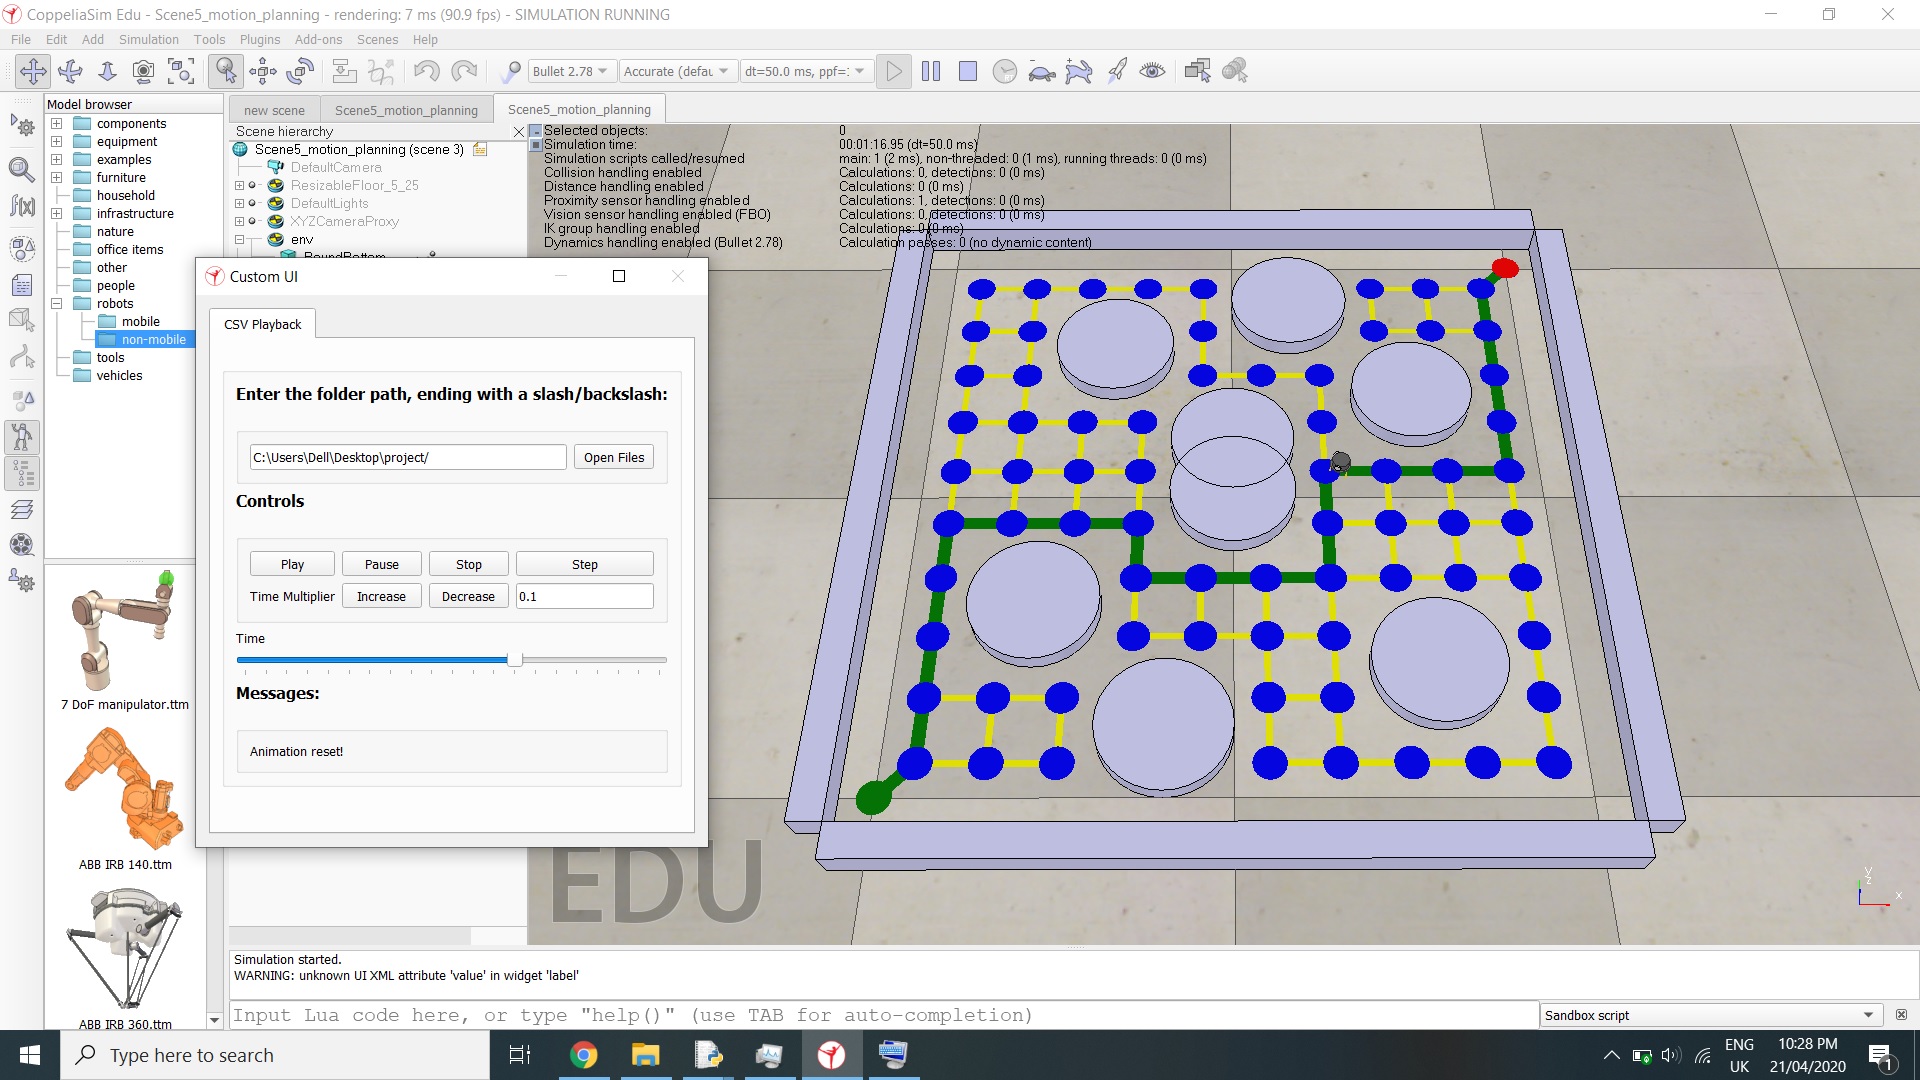 CoppeliaSim Edu - Scene5_motion_planning - rendering: 7 ms (90.9 fps) - SIMULATION RUNNING
File Edit Add Simulation Tools Plugins Add-ons Scenes Help
Bullet 2.78 Accurate (defau dt=50.0 ms, ppf=:
Model browser
components
equipment
examples
furniture
household
infrastructure
nature
office items
other
people
robots
mobile
non-mobile
tools
vehicles
7 DoF manipulator.ttm
ABB IRB 140.ttm
ABB IRB 360.ttm
new scene Scene5_motion_planning Scene5_motion_planning
Scene hierarchy
Scene5_motion_planning (scene 3)
DefaultCamera
ResizableFloor_5_25
DefaultLights
XYZCameraProxy
env
RoundBottom
Selected objects: 0
Simulation time: 00:01:16.95 (dt=50.0 ms)
Simulation scripts called/resumed main: 1 (2 ms), non-threaded: 0 (1 ms), running threads: 0 (0 ms)
Collision handling enabled Calculations: 0, detections: 0 (0 ms)
Distance handling enabled Calculations: 0 (0 ms)
Proximity sensor handling enabled Calculations: 1, detections: 0 (0 ms)
Vision sensor handling enabled (FBO) Calculations: 0, detections: 0 (0 ms)
IK group handling enabled Calculations: 0 (0 ms)
Dynamics handling enabled (Bullet 2.78) Calculation passes: 0 (no dynamic content)
Custom UI
CSV Playback
Enter the folder path, ending with a slash/backslash:
C:\Users\Dell\Desktop\project/ Open Files
Controls
Play Pause Stop Step
Time Multiplier Increase Decrease 0.1
Time
Messages:
Animation reset!
EDU
y
z
x
Simulation started.
WARNING: unknown UI XML attribute 'value' in widget 'label'
Input Lua code here, or type "help()" (use TAB for auto-completion) Sandbox script
Type here to search
ENG
UK
10:28 PM
21/04/2020
1